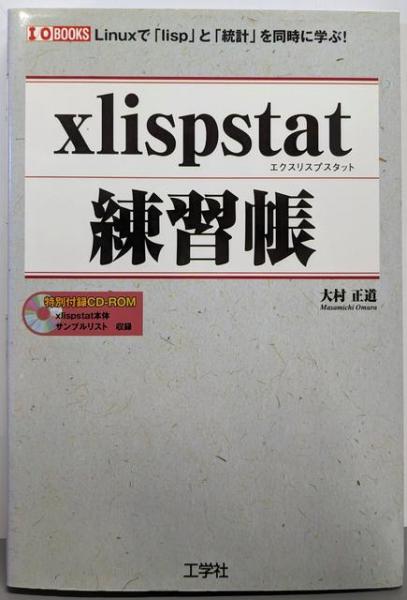 I O BOOKS
Linuxで「lisp」と「統計」を同時に学ぶ!
xlispstat
エクスリスプスタット
練習帳
大村 正道
Masamichi Omura
特別付録CD-ROM
xlispstat本体
サンプルリスト 収録
工学社